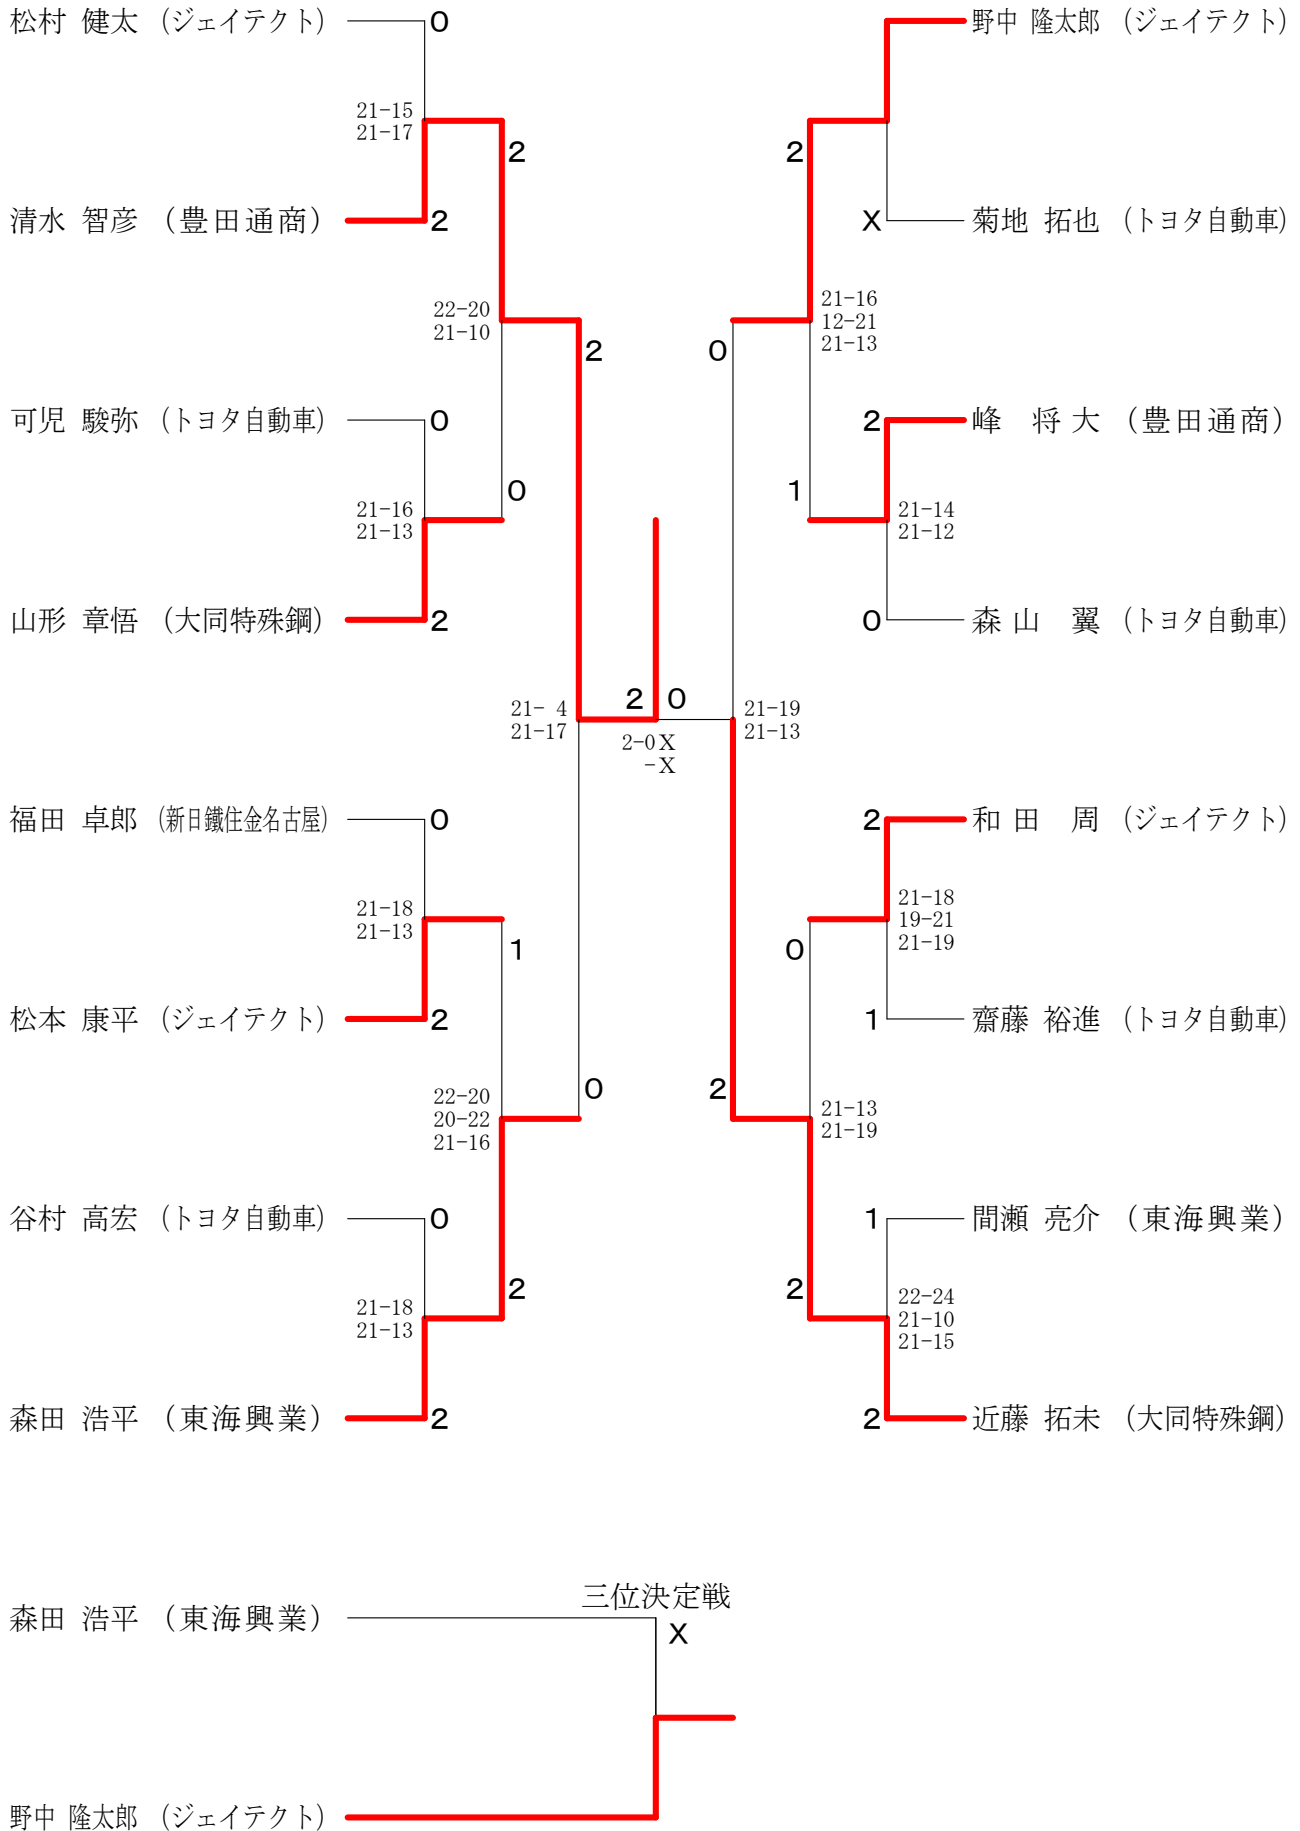 松村 健太 (ジェイテクト) 0
21-15
21-17
2
清水 智彦 (豊田通商) 2
22-20
21-10
2
可児 駿弥 (トヨタ自動車) 0
21-16
21-13
0
山形 章悟 (大同特殊鋼) 2
21- 4
21-17
福田 卓郎 (新日鐵住金名古屋) 0
21-18
21-13
1
松本 康平 (ジェイテクト) 2
22-20
20-22
21-16
0
谷村 高宏 (トヨタ自動車) 0
21-18
21-13
2
森田 浩平 (東海興業) 2
2 0
2-0X
-X
野中 隆太郎 (ジェイテクト)
2
X 菊地 拓也 (トヨタ自動車)
0
21-16
12-21
21-13
2 峰 将大 (豊田通商)
1
21-14
21-12
0 森山 翼 (トヨタ自動車)
21-19
21-13
2 和田 周 (ジェイテクト)
0
21-18
19-21
21-19
1 齋藤 裕進 (トヨタ自動車)
2
21-13
21-19
1 間瀬 亮介 (東海興業)
2
22-24
21-10
21-15
2 近藤 拓未 (大同特殊鋼)
三位決定戦
森田 浩平 (東海興業)
X
野中 隆太郎 (ジェイテクト)